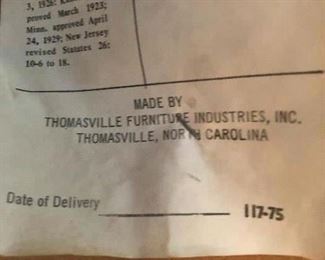 3, 1926:
proved March 1923;
Minn. approved April
24, 1929; New Jersey
revised Statutes 26:
10-6 to 18.
MADE BY
THOMASVILLE FURNITURE INDUSTRIES, INC.
THOMASVILLE, NORTH CAROLINA
Date of Delivery 117-75